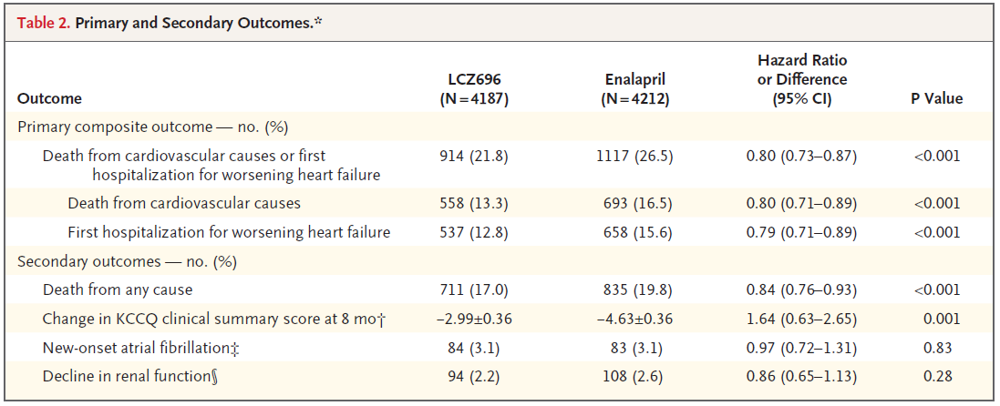 Table 2. Primary and Secondary Outcomes.*
Outcome LCZ696 (N=4187) Enalapril (N=4212) Hazard Ratio or Difference (95% CI) P Value
Primary composite outcome — no. (%)
Death from cardiovascular causes or first hospitalization for worsening heart failure 914 (21.8) 1117 (26.5) 0.80 (0.73–0.87) <0.001
Death from cardiovascular causes 558 (13.3) 693 (16.5) 0.80 (0.71–0.89) <0.001
First hospitalization for worsening heart failure 537 (12.8) 658 (15.6) 0.79 (0.71–0.89) <0.001
Secondary outcomes — no. (%)
Death from any cause 711 (17.0) 835 (19.8) 0.84 (0.76–0.93) <0.001
Change in KCCQ clinical summary score at 8 mo† −2.99±0.36 −4.63±0.36 1.64 (0.63–2.65) 0.001
New-onset atrial fibrillation‡ 84 (3.1) 83 (3.1) 0.97 (0.72–1.31) 0.83
Decline in renal function§ 94 (2.2) 108 (2.6) 0.86 (0.65–1.13) 0.28